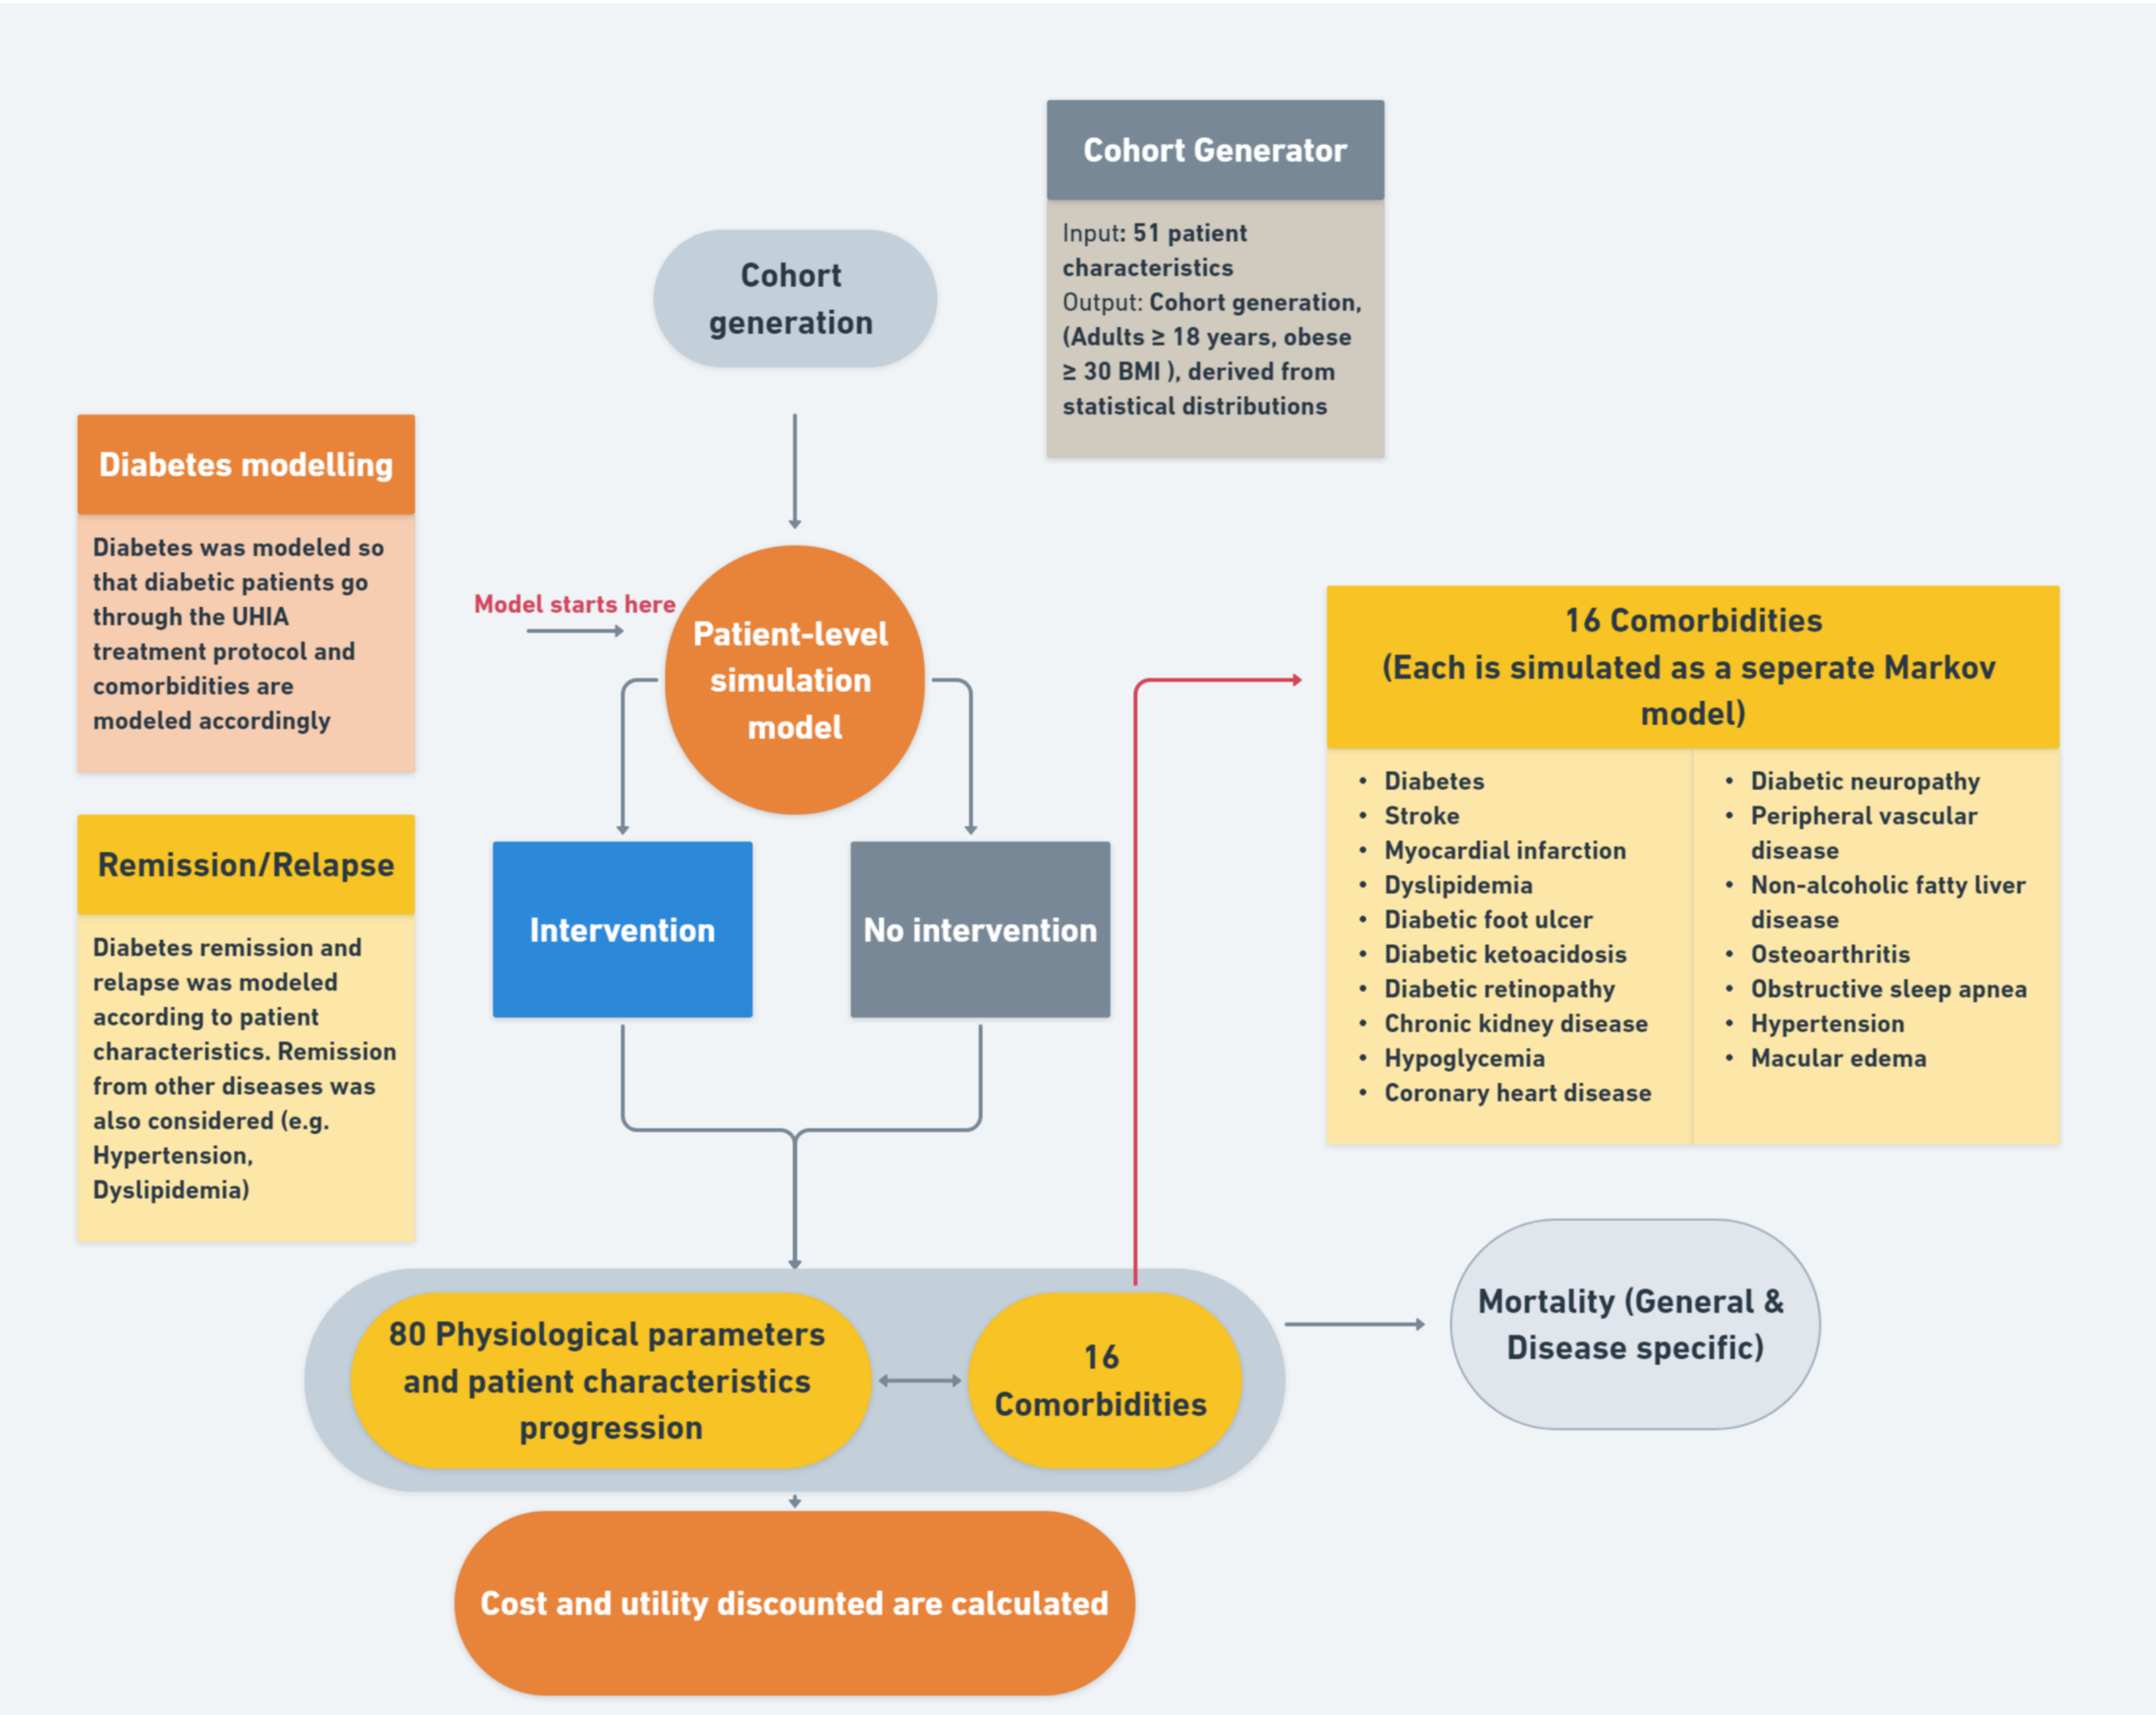 Cohort Generator
Input: 51 patient
characteristics
Output: Cohort generation,
(Adults ≥ 18 years, obese
≥ 30 BMI ), derived from
statistical distributions
Cohort
generation
Diabetes modelling
Diabetes was modeled so
that diabetic patients go
through the UHIA
treatment protocol and
comorbidities are
modeled accordingly
Model starts here
Patient-level
simulation
model
16 Comorbidities
(Each is simulated as a seperate Markov
model)
• Diabetes
• Stroke
• Myocardial infarction
• Dyslipidemia
• Diabetic foot ulcer
• Diabetic ketoacidosis
• Diabetic retinopathy
• Chronic kidney disease
• Hypoglycemia
• Coronary heart disease
• Diabetic neuropathy
• Peripheral vascular
disease
• Non-alcoholic fatty liver
disease
• Osteoarthritis
• Obstructive sleep apnea
• Hypertension
• Macular edema
Remission/Relapse
Diabetes remission and
relapse was modeled
according to patient
characteristics. Remission
from other diseases was
also considered (e.g.
Hypertension,
Dyslipidemia)
Intervention
No intervention
80 Physiological parameters
and patient characteristics
progression
16
Comorbidities
Mortality (General &
Disease specific)
Cost and utility discounted are calculated